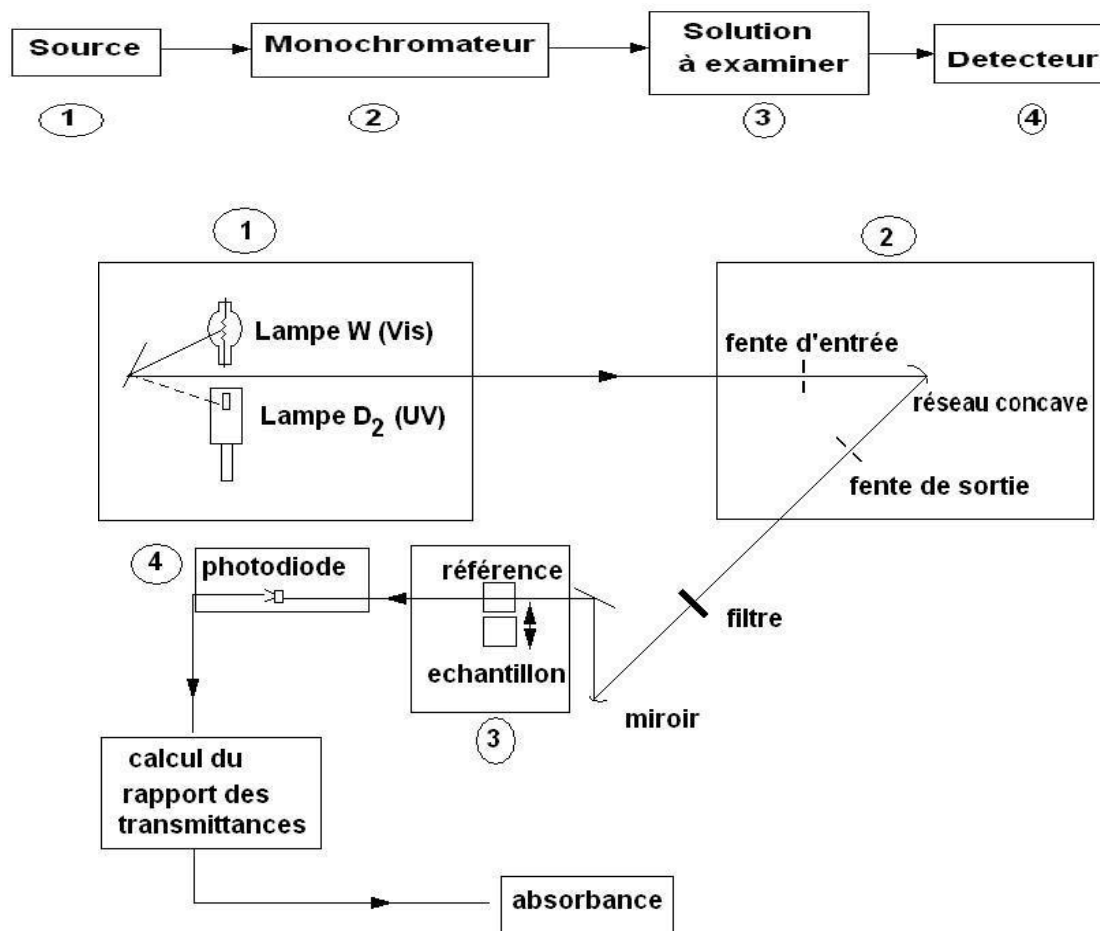 Source
Monochromateur
Solution
à examiner
Detecteur
1
2
3
4
1
2
Lampe W (Vis)
Lampe D2 (UV)
fente d'entrée
réseau concave
fente de sortie
4
photodiode
référence
echantillon
3
filtre
miroir
calcul du
rapport des
transmittances
absorbance